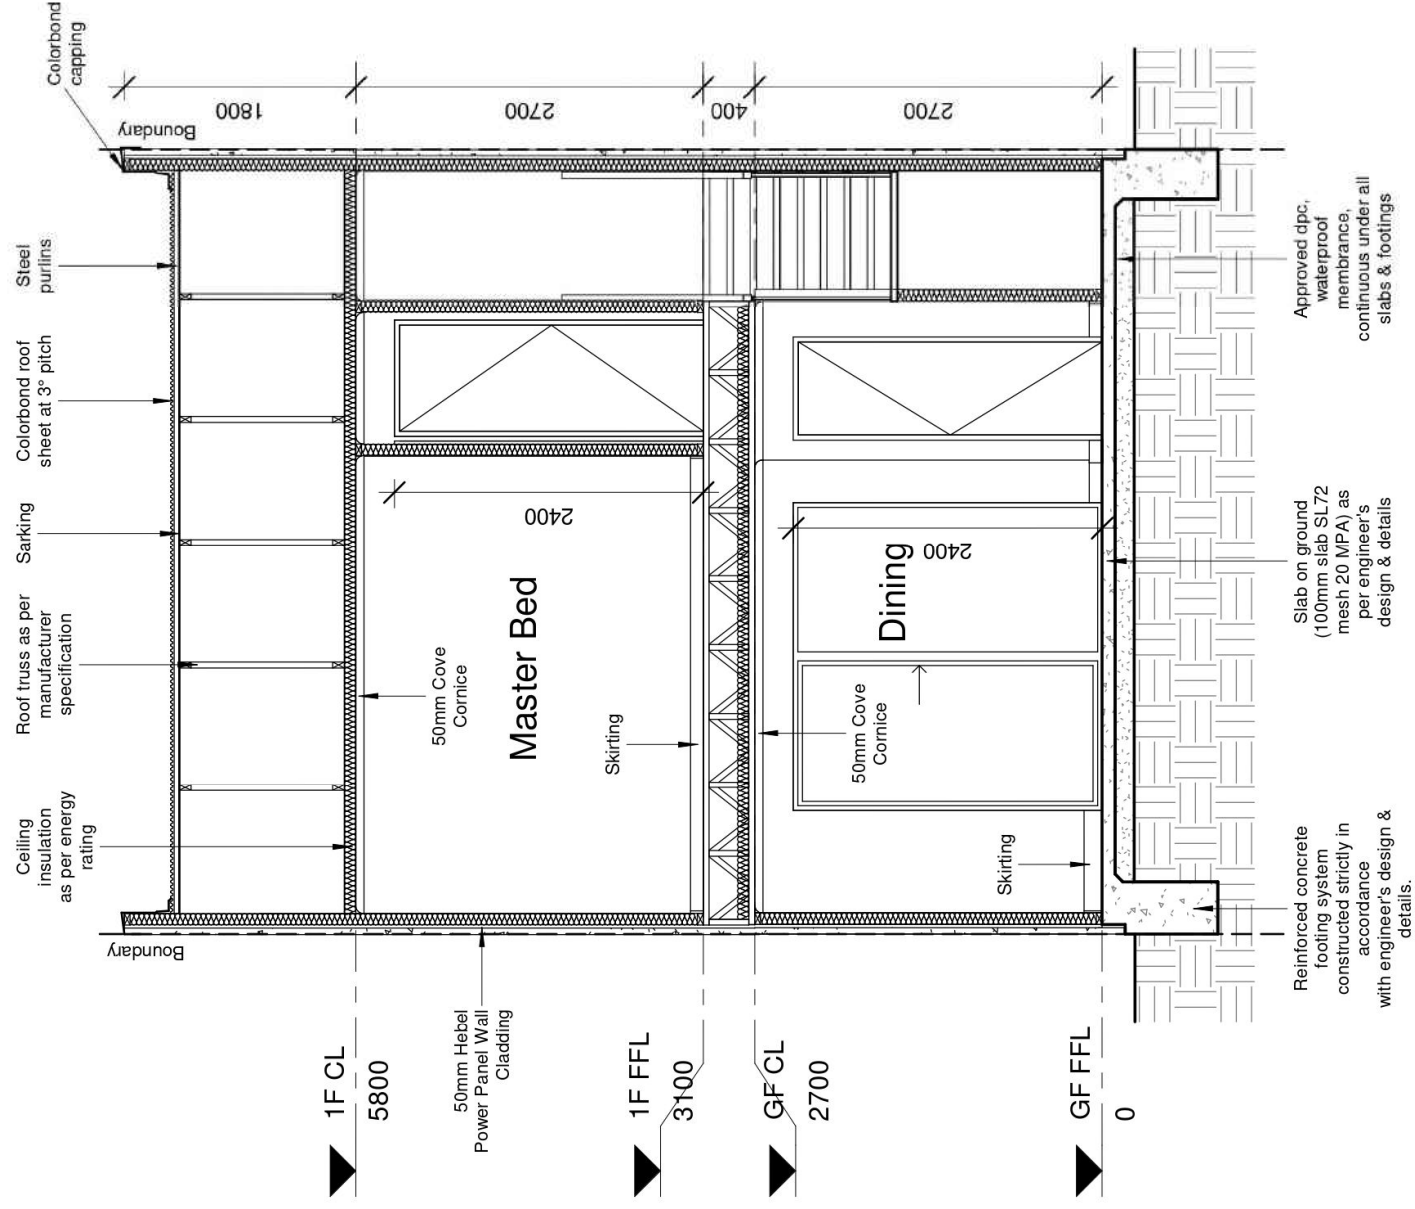 Colorbond
capping
Steel
purlins
Colorbond roof
sheet at 3° pitch
Sarking
Roof truss as per
manufacturer
specification
Ceiling
insulation
as per energy
rating
Boundary
Boundary
1800
2700
400
2700
2400
2400
Master Bed
50mm Cove
Cornice
Skirting
Dining
50mm Cove
Cornice
Skirting
1F CL
5800
50mm Hebel
Power Panel Wall
Cladding
1F FFL
3100
GF CL
2700
GF FFL
0
Approved dpc,
waterproof
membrance,
continuous under all
slabs & footings
Slab on ground
(100mm slab SL72
mesh 20 MPA) as
per engineer's
design & details
Reinforced concrete
footing system
constructed strictly in
accordance
with engineer's design &
details.